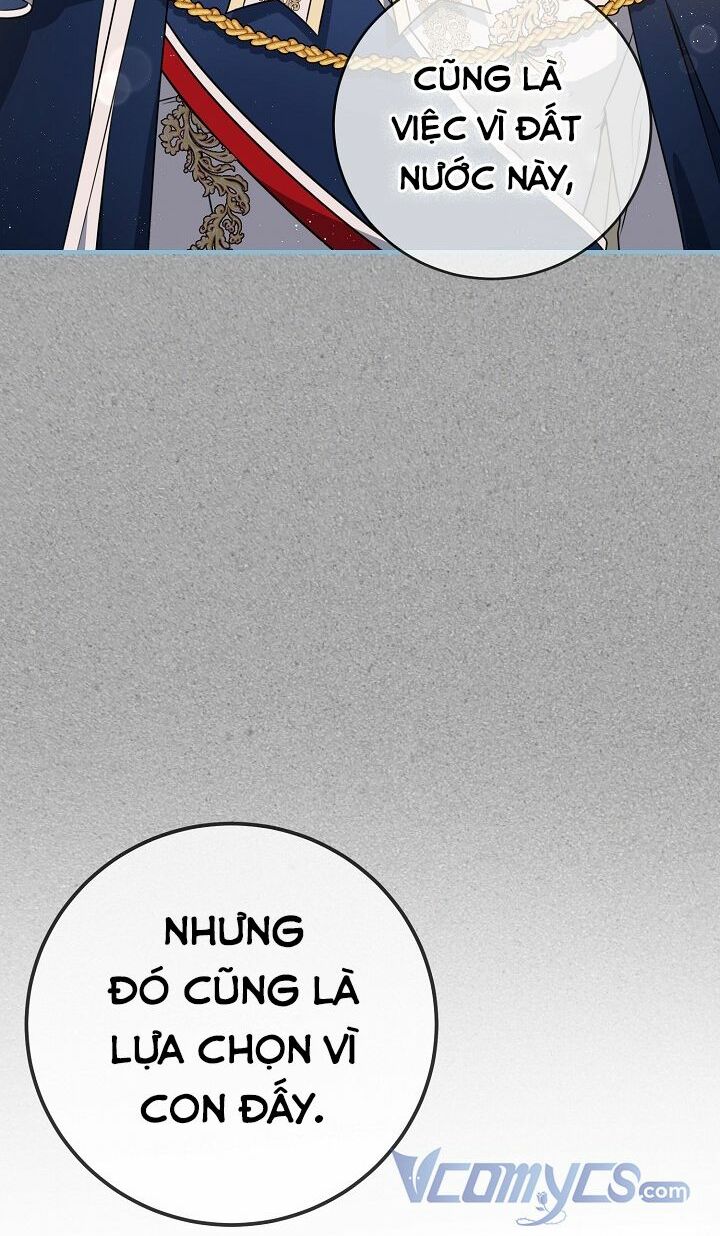 CŨNG LÀ
VIỆC VÌ ĐẤT
NƯỚC NÀY,
NHƯNG
ĐÓ CŨNG LÀ
LỰA CHỌN VÌ
CON ĐẤY.
VCOMYCS.com